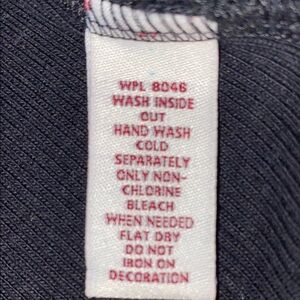 WPL 8046
WASH INSIDE
OUT
HAND WASH
COLD
SEPARATELY
ONLY NON-
CHLORINE
BLEACH
WHEN NEEDED
FLAT DRY
DO NOT
IRON ON
DECORATION